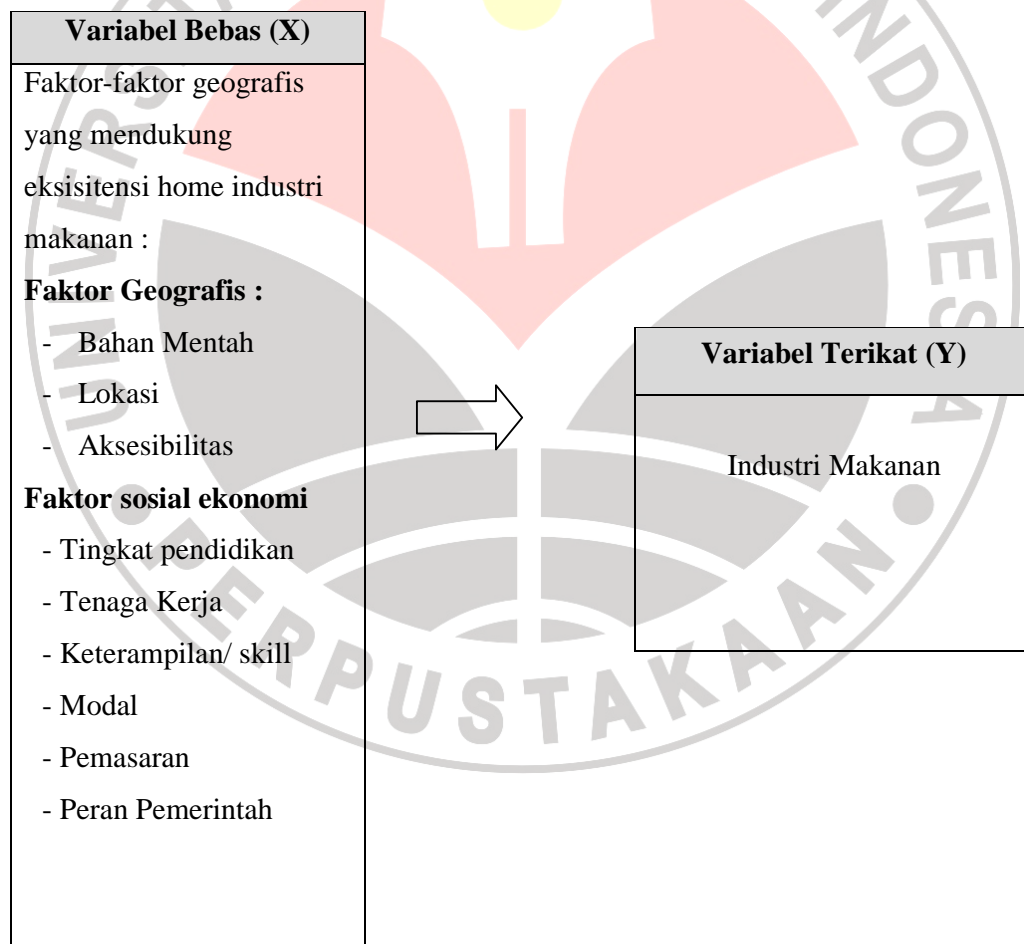 Variabel Bebas (X)
Faktor-faktor geografis
yang mendukung
eksisitensi home industri
makanan :
Faktor Geografis :
- Bahan Mentah
- Lokasi
- Aksesibilitas
Faktor sosial ekonomi
- Tingkat pendidikan
- Tenaga Kerja
- Keterampilan/ skill
- Modal
- Pemasaran
- Peran Pemerintah
Variabel Terikat (Y)
Industri Makanan
PERPUSTAKAAN